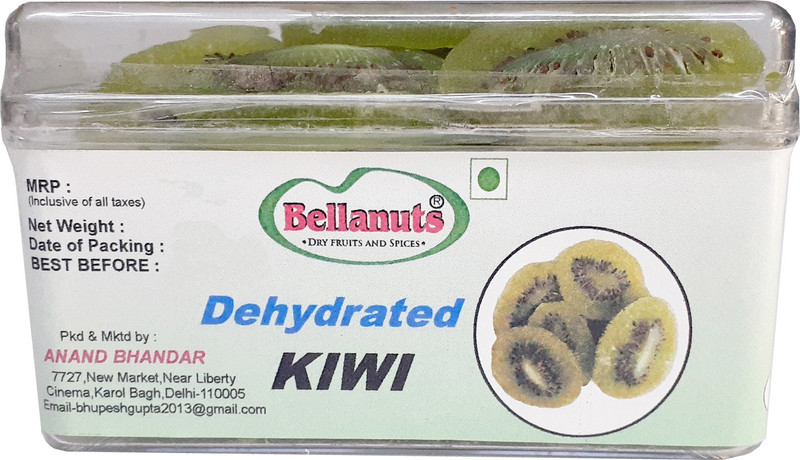 MRP :
(Inclusive of all taxes)
Net Weight :
Date of Packing :
BEST BEFORE :
Bellanuts®
•DRY FRUITS AND SPICES•
Dehydrated
KIWI
Pkd & Mktd by :
ANAND BHANDAR
7727,New Market,Near Liberty
Cinema,Karol Bagh,Delhi-110005
Email-bhupeshgupta2013@gmail.com